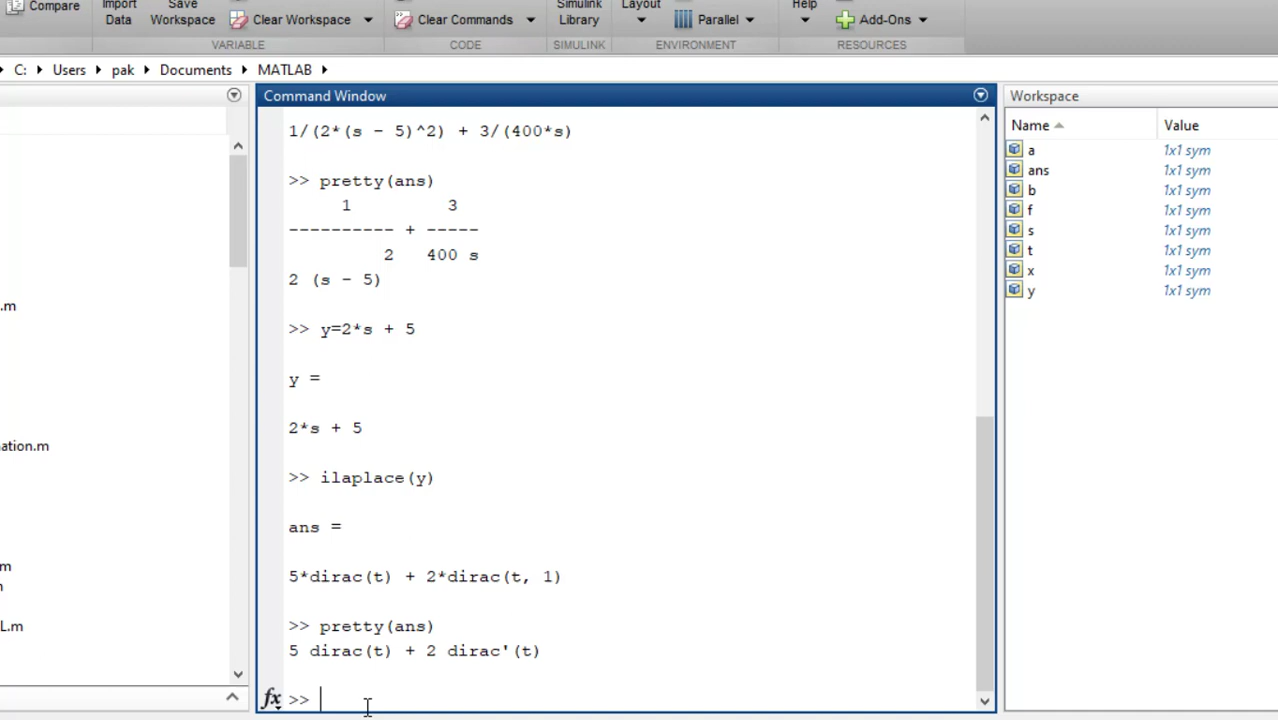 Compare
Import
Data
Save
Workspace
Clear Workspace
Clear Commands
Simulink
Library
Layout
Parallel
Help
Add-Ons
VARIABLE
CODE
SIMULINK
ENVIRONMENT
RESOURCES
C: Users pak Documents MATLAB
.m
ation.m
m
L.m
Command Window
1/(2*(s - 5)^2) + 3/(400*s)
>> pretty(ans)
1 3
---------- + -----
2 400 s
2 (s - 5)
>> y=2*s + 5
y =
2*s + 5
>> ilaplace(y)
ans =
5*dirac(t) + 2*dirac(t, 1)
>> pretty(ans)
5 dirac(t) + 2 dirac'(t)
fx >>
Workspace
Name Value
a 1x1 sym
ans 1x1 sym
b 1x1 sym
f 1x1 sym
s 1x1 sym
t 1x1 sym
x 1x1 sym
y 1x1 sym